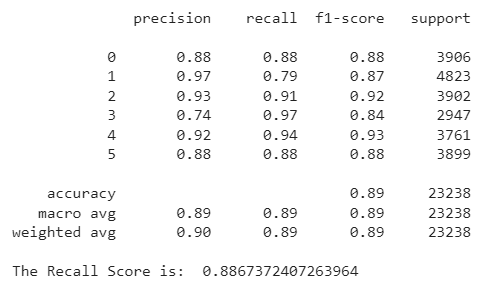 precision recall f1-score support
0 0.88 0.88 0.88 3906
1 0.97 0.79 0.87 4823
2 0.93 0.91 0.92 3902
3 0.74 0.97 0.84 2947
4 0.92 0.94 0.93 3761
5 0.88 0.88 0.88 3899
accuracy 0.89 23238
macro avg 0.89 0.89 0.89 23238
weighted avg 0.90 0.89 0.89 23238
The Recall Score is: 0.8867372407263964